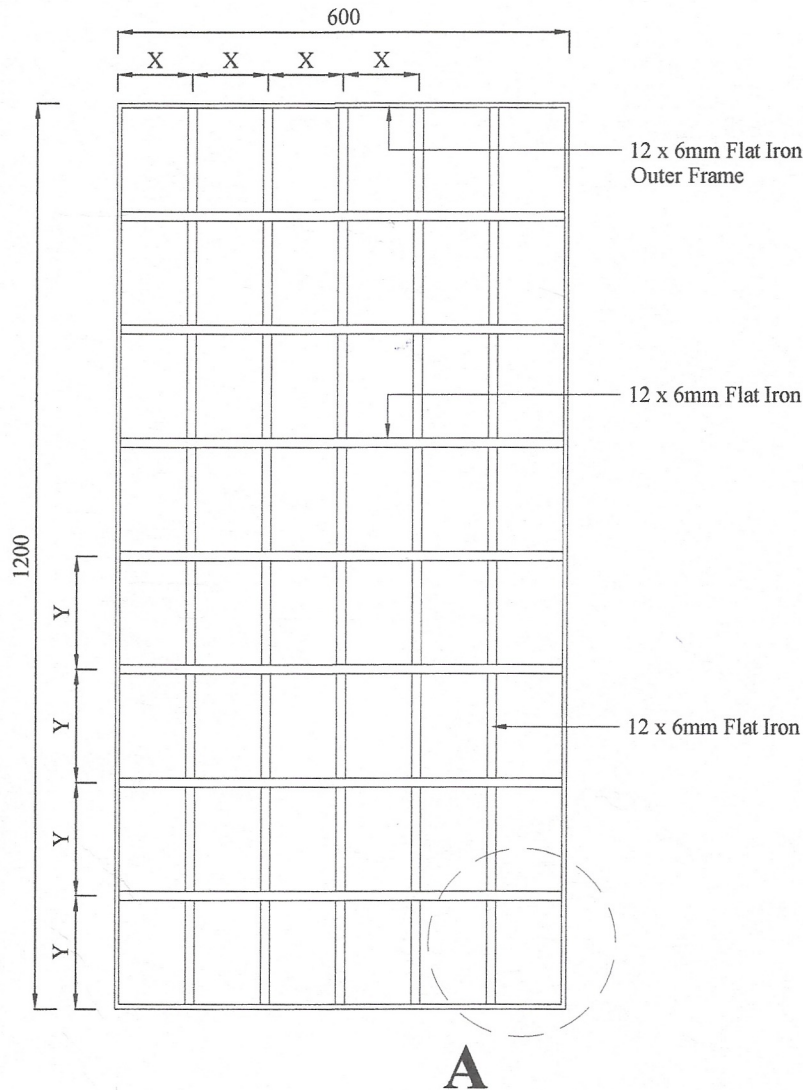 600
X X X X
12 x 6mm Flat Iron
Outer Frame
12 x 6mm Flat Iron
1200
Y
Y
12 x 6mm Flat Iron
Y
Y
A